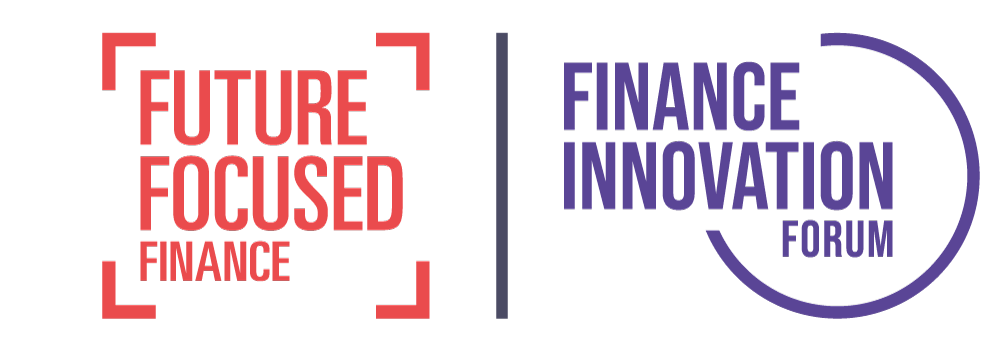 FUTURE
FOCUSED
FINANCE
FINANCE
INNOVATION
FORUM